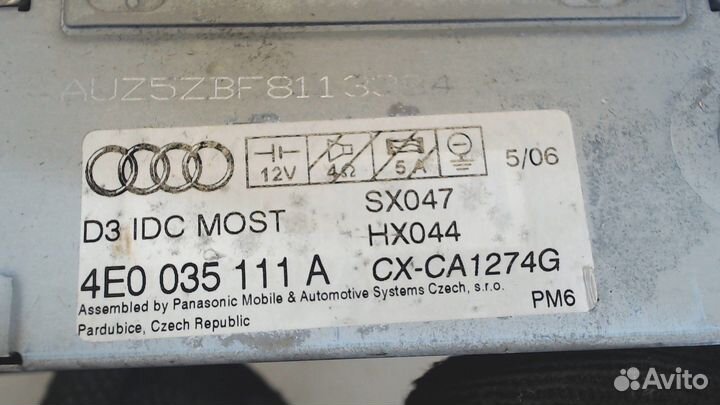 12V 4Ω 5A
5/06
SX047
D3 IDC MOST
HX044
4E0 035 111 A CX-CA1274G
Assembled by Panasonic Mobile & Automotive Systems Czech, s.r.o.
PM6
Pardubice, Czech Republic
Avito